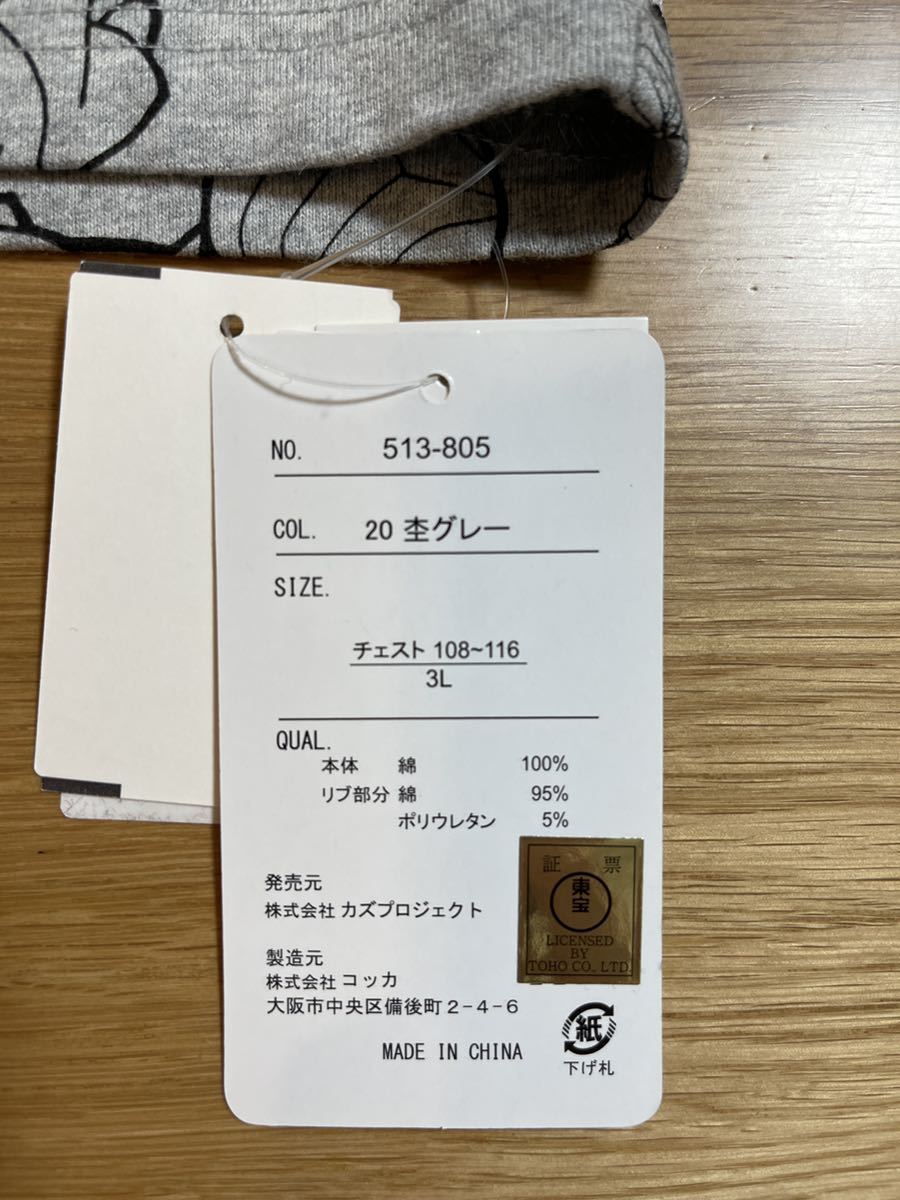 NO. 513-805
COL. 20 杢グレー
SIZE.
チェスト 108~116
3L
QUAL.
本体 綿 100%
リブ部分 綿 95%
ポリウレタン 5%
発売元
株式会社 カズプロジェクト
製造元
株式会社 コッカ
大阪市中央区備後町2-4-6
MADE IN CHINA
証 票
東宝
LICENSED
BY
TOHO CO., LTD.
紙
下げ札